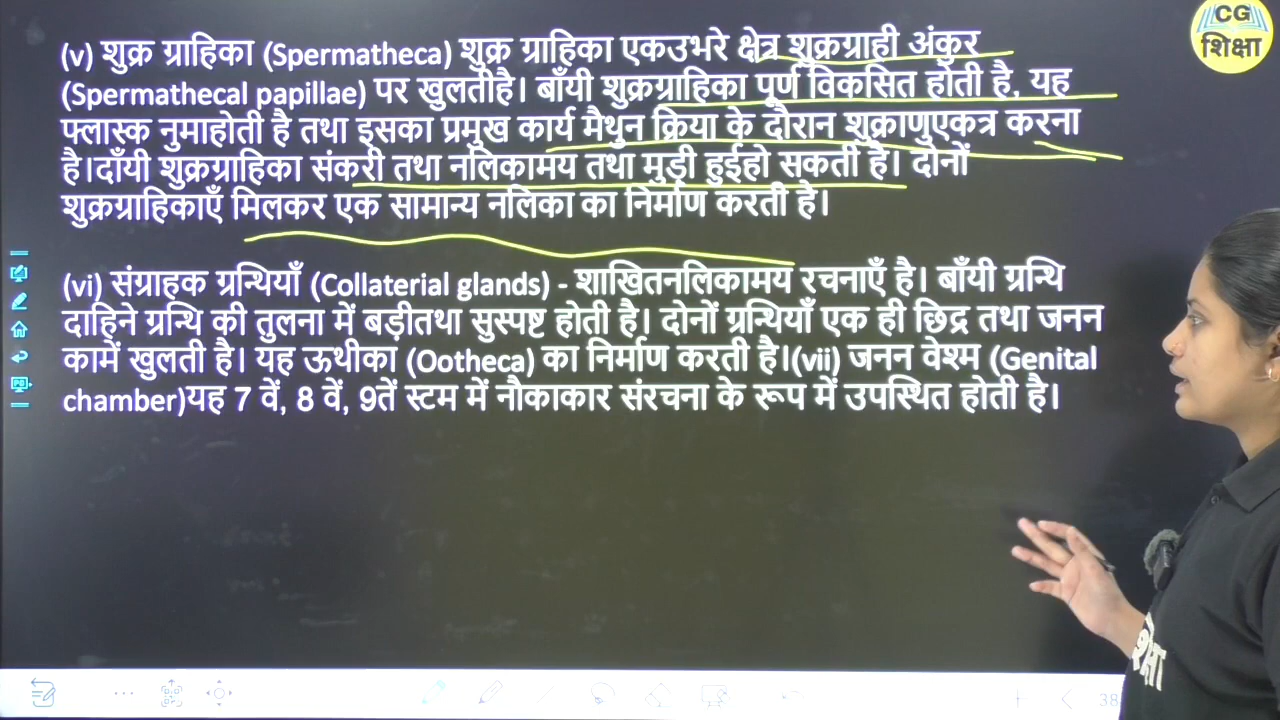 CG
शिक्षा
(v) शुक्र ग्राहिका (Spermatheca) शुक्र ग्राहिका एकउभरे क्षेत्र शुक्रग्राही अंकुर
(Spermathecal papillae) पर खुलतीहै। बाँयी शुक्रग्राहिका पूर्ण विकसित होती है, यह
फ्लास्क नुमाहोती है तथा इसका प्रमुख कार्य मैथुन क्रिया के दौरान शुक्राणुएकत्र करना
है।दाँयी शुक्रग्राहिका संकरी तथा नलिकामय तथा मुड़ी हुईहो सकती है। दोनों
शुक्रग्राहिकाएँ मिलकर एक सामान्य नलिका का निर्माण करती है।
(vi) संग्राहक ग्रन्थियाँ (Collaterial glands) - शाखितनलिकामय रचनाएँ है। बाँयी ग्रन्थि
दाहिने ग्रन्थि की तुलना में बड़ीतथा सुस्पष्ट होती है। दोनों ग्रन्थियाँ एक ही छिद्र तथा जनन
कामें खुलती है। यह ऊथीका (Ootheca) का निर्माण करती है।(vii) जनन वेश्म (Genital
chamber)यह 7 वें, 8 वें, 9तें स्टम में नौकाकार संरचना के रूप में उपस्थित होती है।
38